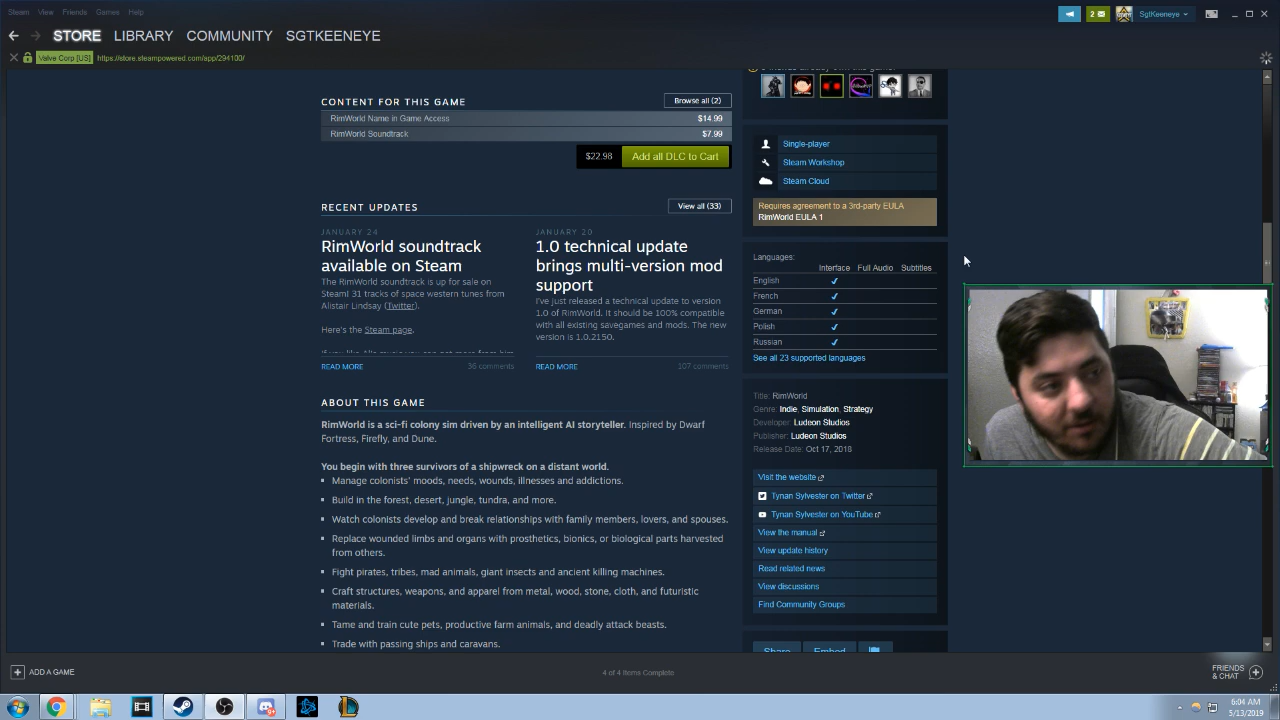 Steam View Friends Games Help
2
SgtKeeneye
STORE LIBRARY COMMUNITY SGTKEENEYE
Valve Corp [US] https://store.steampowered.com/app/294100/
CONTENT FOR THIS GAME
Browse all (2)
RimWorld Name in Game Access $14.99
RimWorld Soundtrack $7.99
$22.98 Add all DLC to Cart
RECENT UPDATES
View all (33)
JANUARY 24
RimWorld soundtrack
available on Steam
The RimWorld soundtrack is up for sale on
Steam! 31 tracks of space western tunes from
Alistair Lindsay (Twitter).
Here's the Steam page.
READ MORE 36 comments
JANUARY 20
1.0 technical update
brings multi-version mod
support
I've just released a technical update to version
1.0 of RimWorld. It should be 100% compatible
with all existing savegames and mods. The new
version is 1.0.2150.
READ MORE 107 comments
ABOUT THIS GAME
RimWorld is a sci-fi colony sim driven by an intelligent AI storyteller. Inspired by Dwarf
Fortress, Firefly, and Dune.
You begin with three survivors of a shipwreck on a distant world.
Manage colonists' moods, needs, wounds, illnesses and addictions.
Build in the forest, desert, jungle, tundra, and more.
Watch colonists develop and break relationships with family members, lovers, and spouses.
Replace wounded limbs and organs with prosthetics, bionics, or biological parts harvested
from others.
Fight pirates, tribes, mad animals, giant insects and ancient killing machines.
Craft structures, weapons, and apparel from metal, wood, stone, cloth, and futuristic
materials.
Tame and train cute pets, productive farm animals, and deadly attack beasts.
Trade with passing ships and caravans.
Single-player
Steam Workshop
Steam Cloud
Requires agreement to a 3rd-party EULA
RimWorld EULA 1
Languages:
Interface Full Audio Subtitles
English ✔
French ✔
German ✔
Polish ✔
Russian ✔
See all 23 supported languages
Title: RimWorld
Genre: Indie, Simulation, Strategy
Developer: Ludeon Studios
Publisher: Ludeon Studios
Release Date: Oct 17, 2018
Visit the website
Tynan Sylvester on Twitter
Tynan Sylvester on YouTube
View the manual
View update history
Read related news
View discussions
Find Community Groups
Share Embed
ADD A GAME
4 of 4 Items Complete
FRIENDS
& CHAT
6:04 AM
5/13/2019